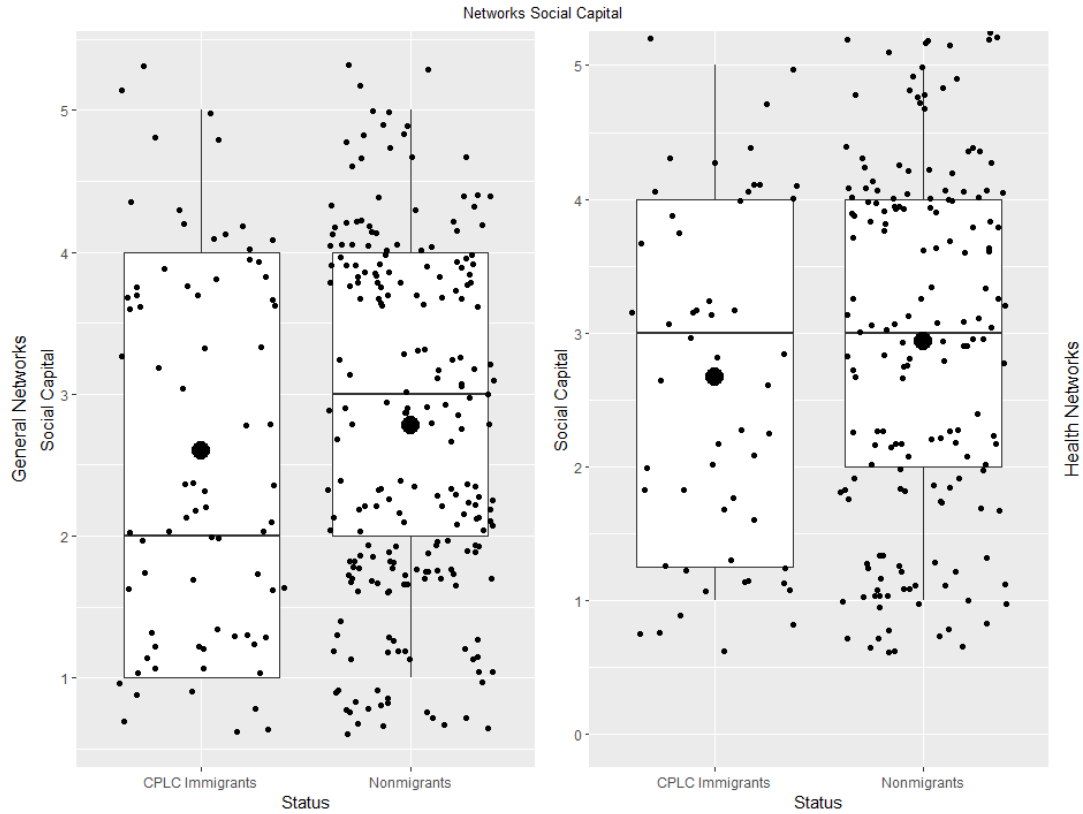 Networks Social Capital
General Networks
Social Capital
5
4
3
2
1
CPLC Immigrants
Nonmigrants
Status
Social Capital
5
4
3
2
1
0
CPLC Immigrants
Nonmigrants
Status
Health Networks